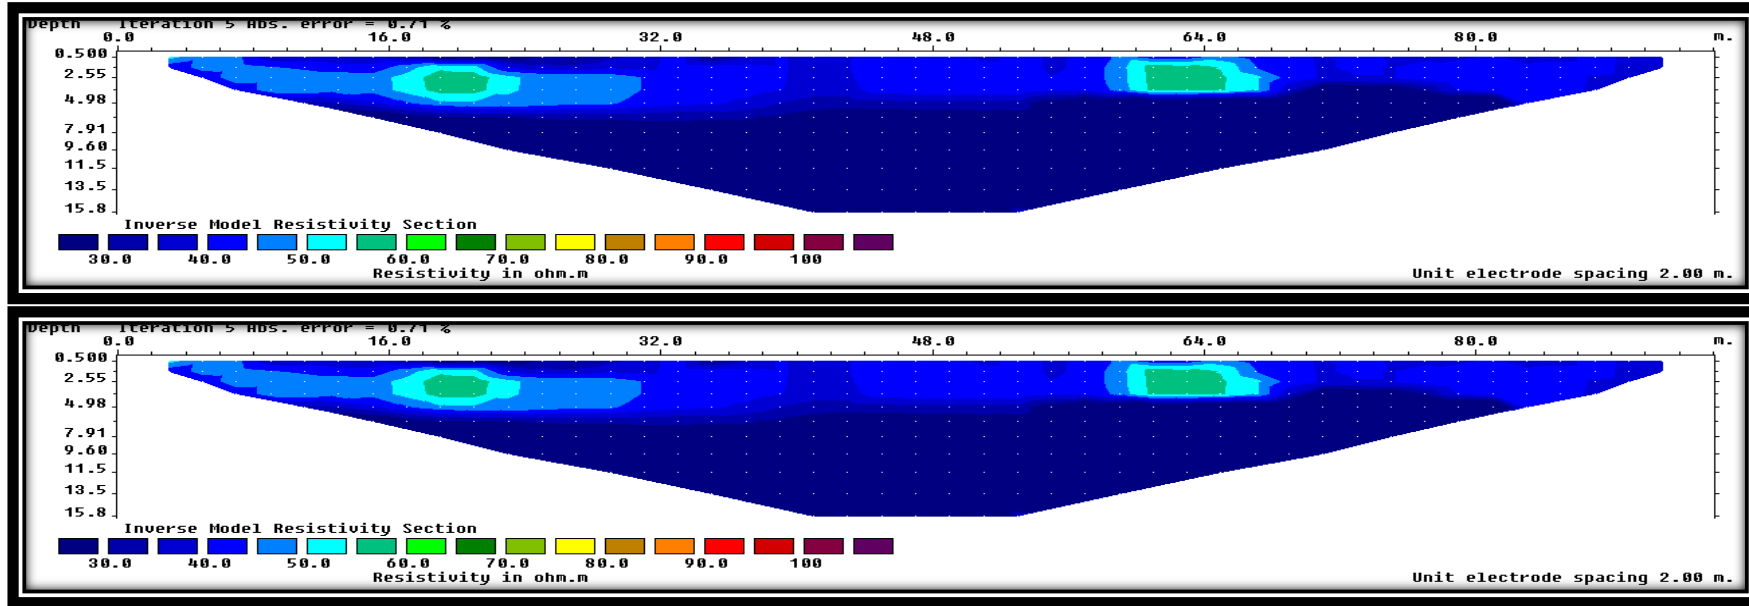 Depth Iteration 5 Abs. error = 0.71 %
0.0 16.0 32.0 48.0 64.0 80.0 m.
0.500
2.55
4.98
7.91
9.60
11.5
13.5
15.8
Inverse Model Resistivity Section
30.0 40.0 50.0 60.0 70.0 80.0 90.0 100
Resistivity in ohm.m Unit electrode spacing 2.00 m.
Depth Iteration 5 Abs. error = 0.71 %
0.0 16.0 32.0 48.0 64.0 80.0 m.
0.500
2.55
4.98
7.91
9.60
11.5
13.5
15.8
Inverse Model Resistivity Section
30.0 40.0 50.0 60.0 70.0 80.0 90.0 100
Resistivity in ohm.m Unit electrode spacing 2.00 m.